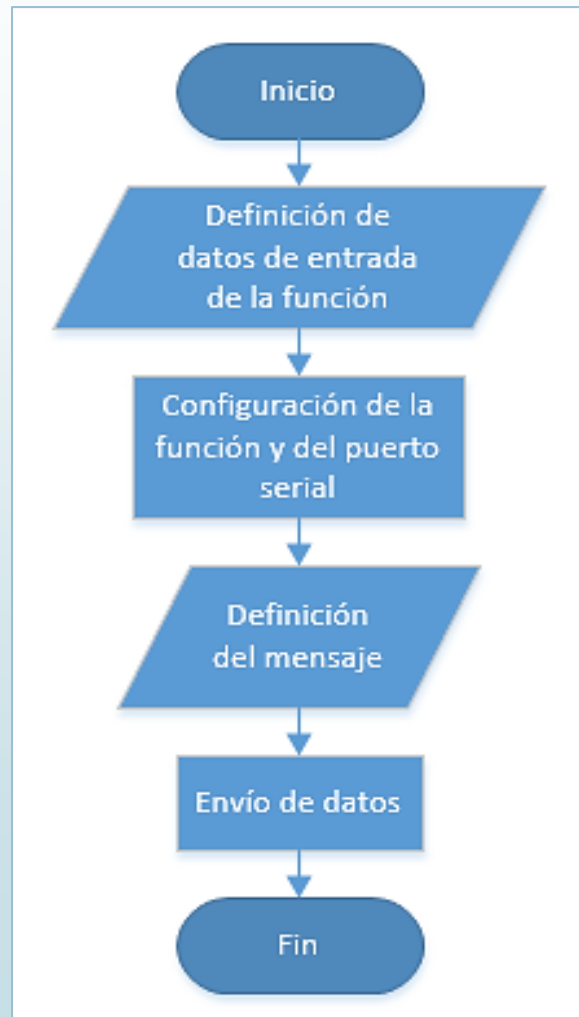 Inicio
Definición de
datos de entrada
de la función
Configuración de la
función y del puerto
serial
Definición
del mensaje
Envío de datos
Fin